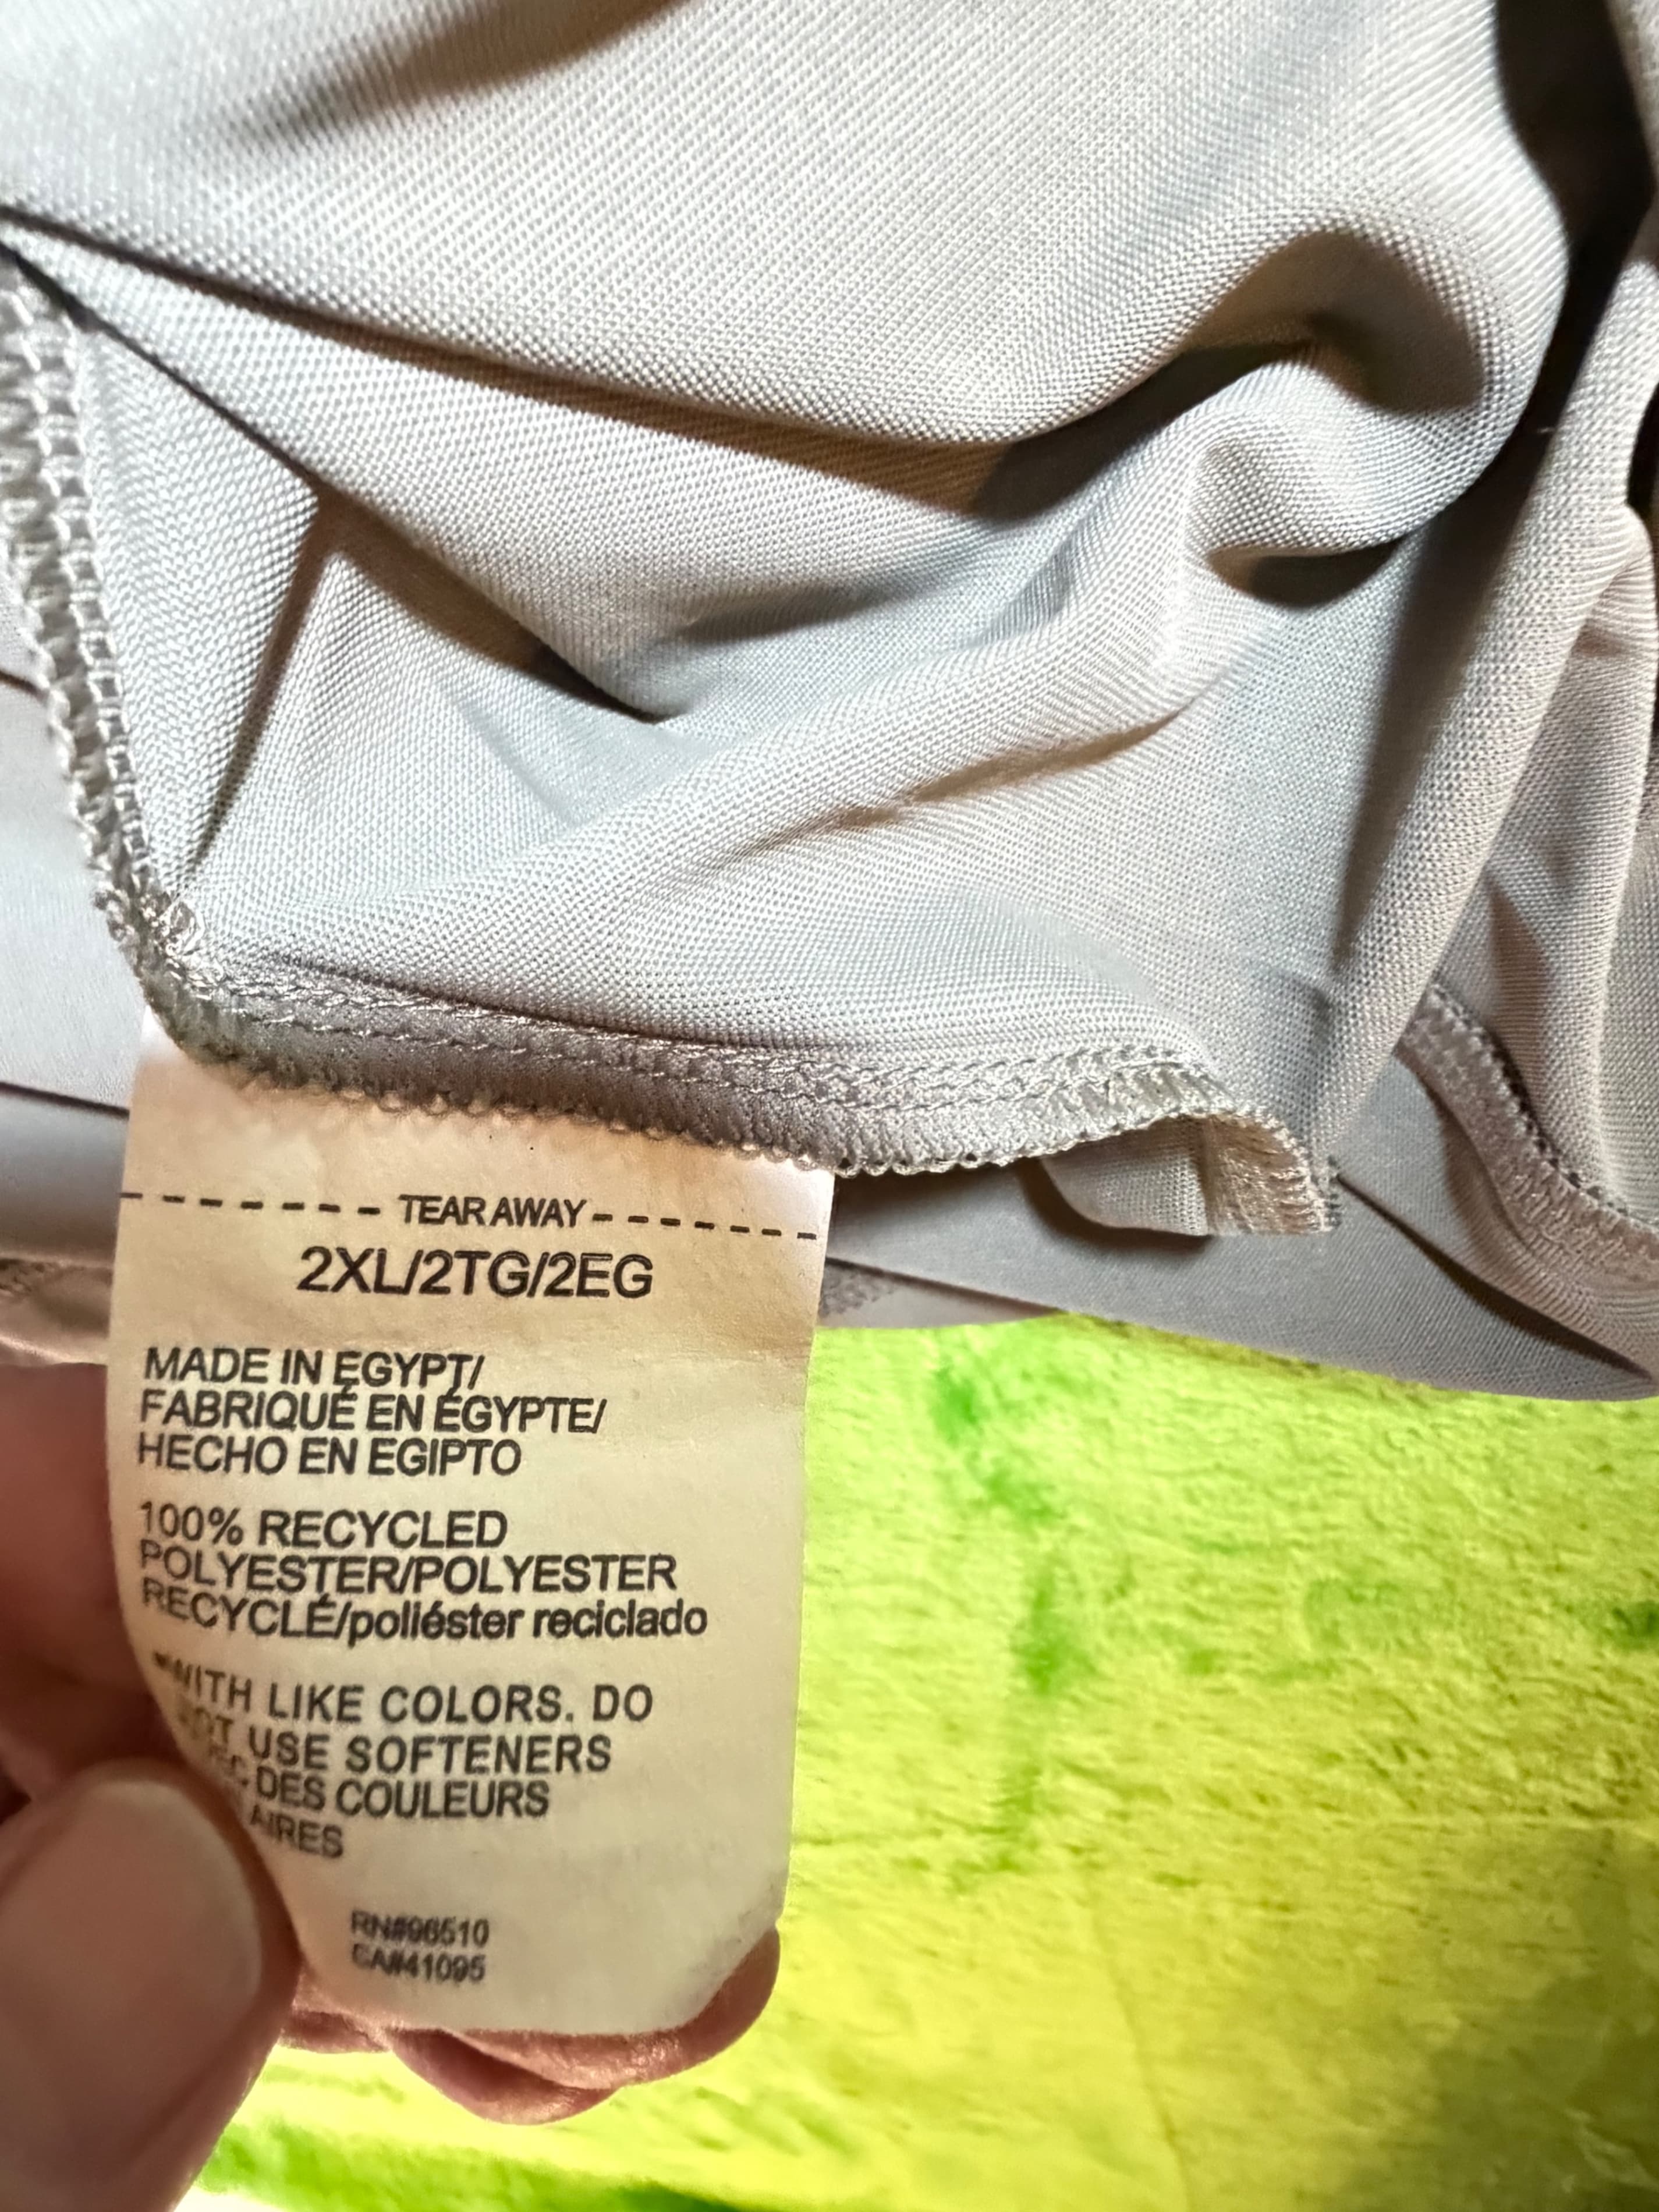 TEAR AWAY
2XL/2TG/2EG
MADE IN EGYPT/
FABRIQUÉ EN ÉGYPTE/
HECHO EN EGIPTO
100% RECYCLED
POLYESTER/POLYESTER
RECYCLÉ/poliéster reciclado
WITH LIKE COLORS. DO
USE SOFTENERS
DES COULEURS
RN#96510
CA#41095